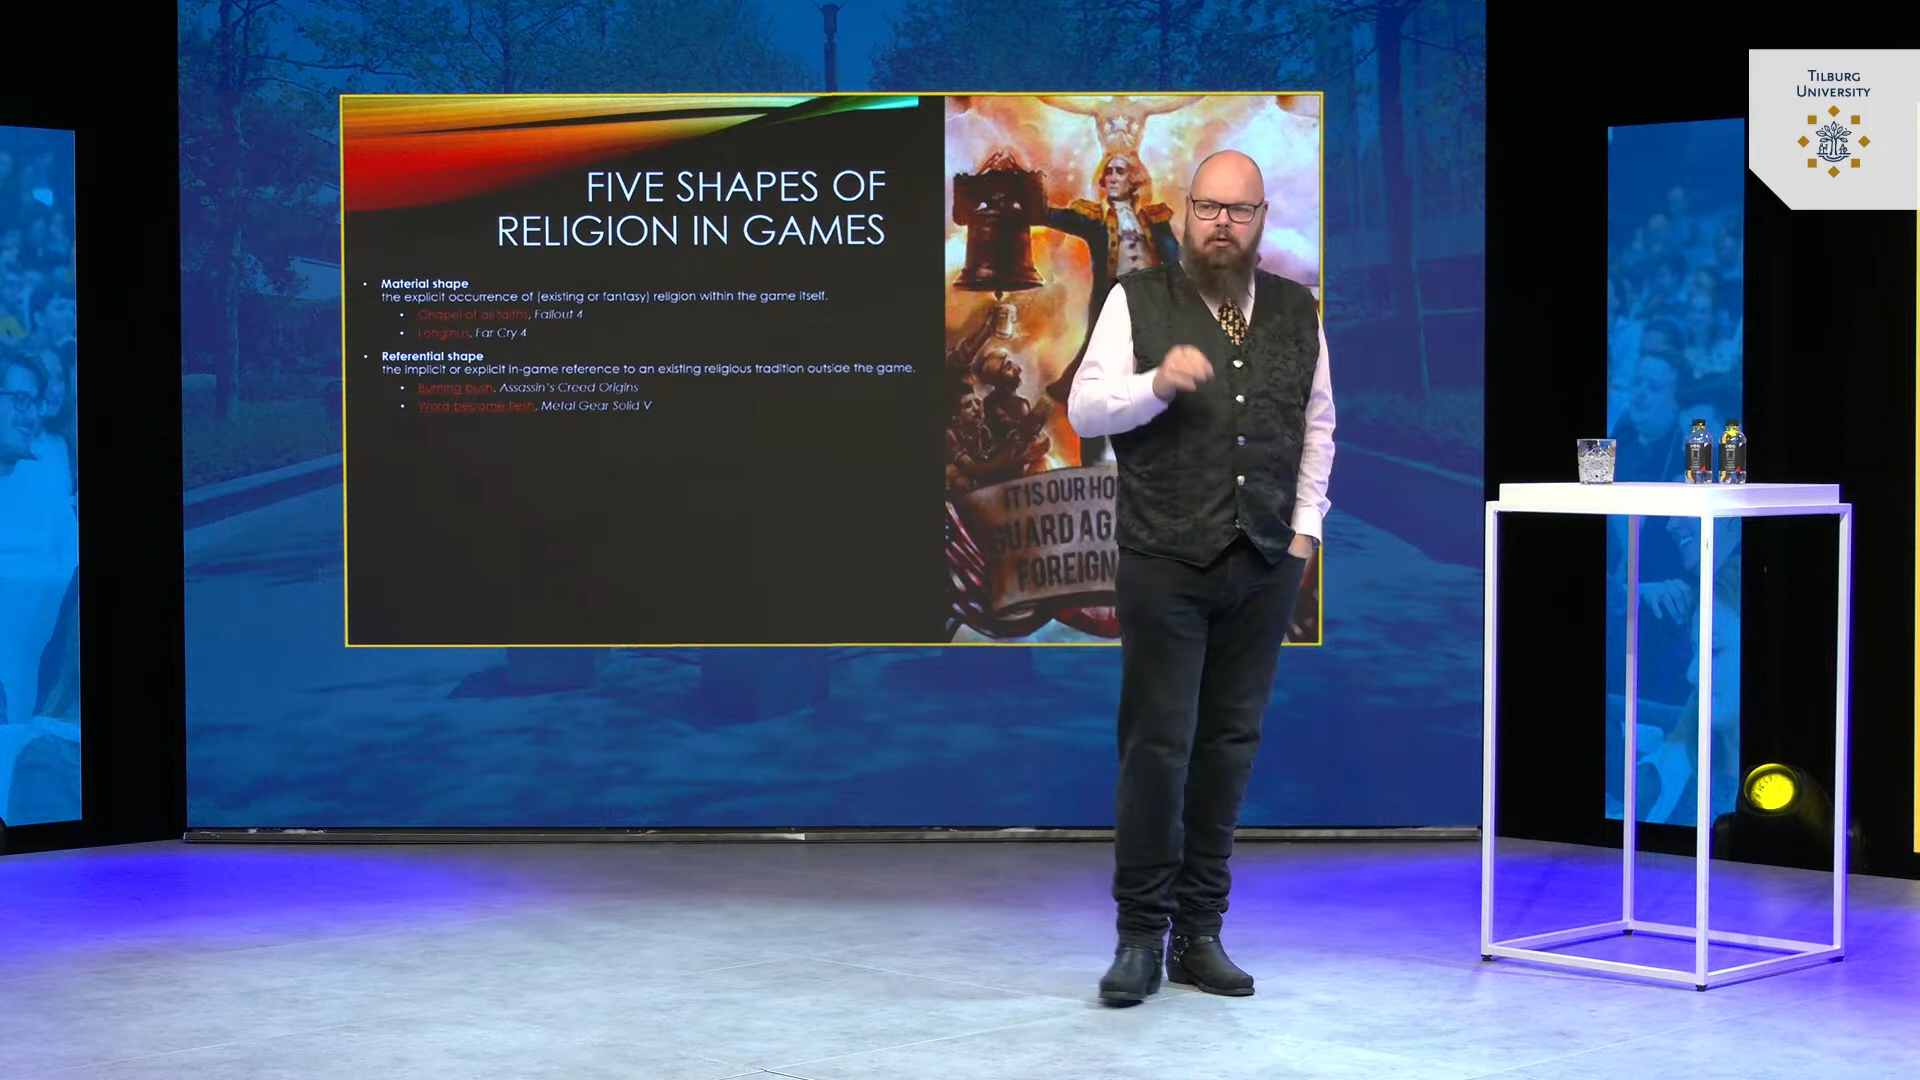 TILBURG
UNIVERSITY
FIVE SHAPES OF
RELIGION IN GAMES
• Material shape
the explicit occurrence of (existing or fantasy) religion within the game itself.
• Chapel of all faiths, Fallout 4
• Longinus, Far Cry 4
• Referential shape
the implicit or explicit in-game reference to an existing religious tradition outside the game.
• Burning bush, Assassin's Creed Origins
• Word become flesh, Metal Gear Solid V
IT IS OUR HO
GUARD AG
FOREIGN